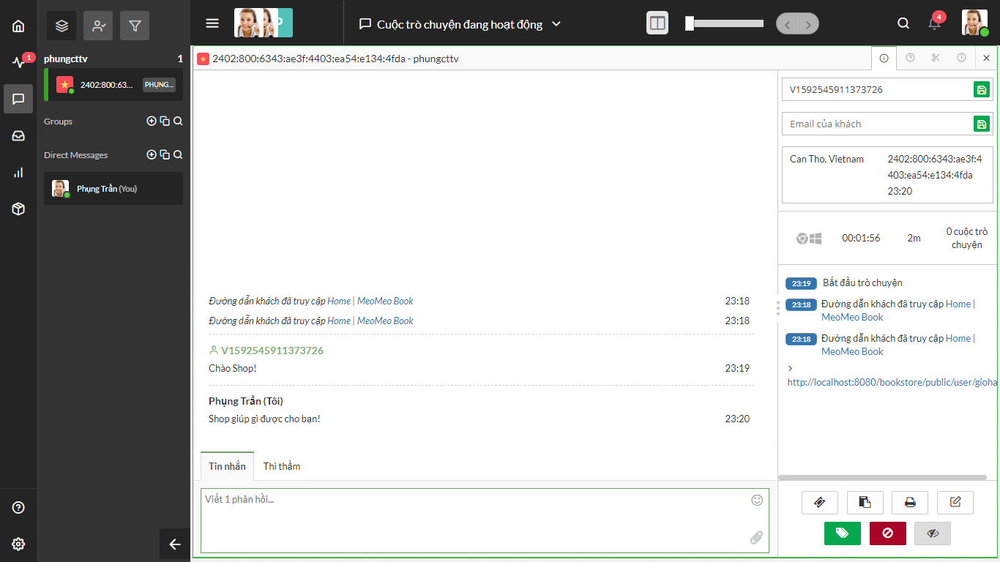 P
Cuộc trò chuyện đang hoạt động
4
1
phungcttv 1
2402:800:63... PHỤNG...
Groups
Direct Messages
Phụng Trần (You)
2402:800:6343:ae3f:4403:ea54:e134:4fda - phungcttv
Đường dẫn khách đã truy cập Home | MeoMeo Book 23:18
Đường dẫn khách đã truy cập Home | MeoMeo Book 23:18
V1592545911373726
Chào Shop! 23:19
Phụng Trần (Tôi)
Shop giúp gì được cho bạn! 23:20
Tin nhắn Thì thầm
Viết 1 phản hồi...
V1592545911373726
Email của khách
Can Tho, Vietnam 2402:800:6343:ae3f:4
403:ea54:e134:4fda
23:20
00:01:56 2m 0 cuộc trò
chuyện
23:19 Bắt đầu trò chuyện
23:18 Đường dẫn khách đã truy cập Home |
MeoMeo Book
23:18 Đường dẫn khách đã truy cập Home |
MeoMeo Book
>
http://localhost:8080/bookstore/public/user/gioha